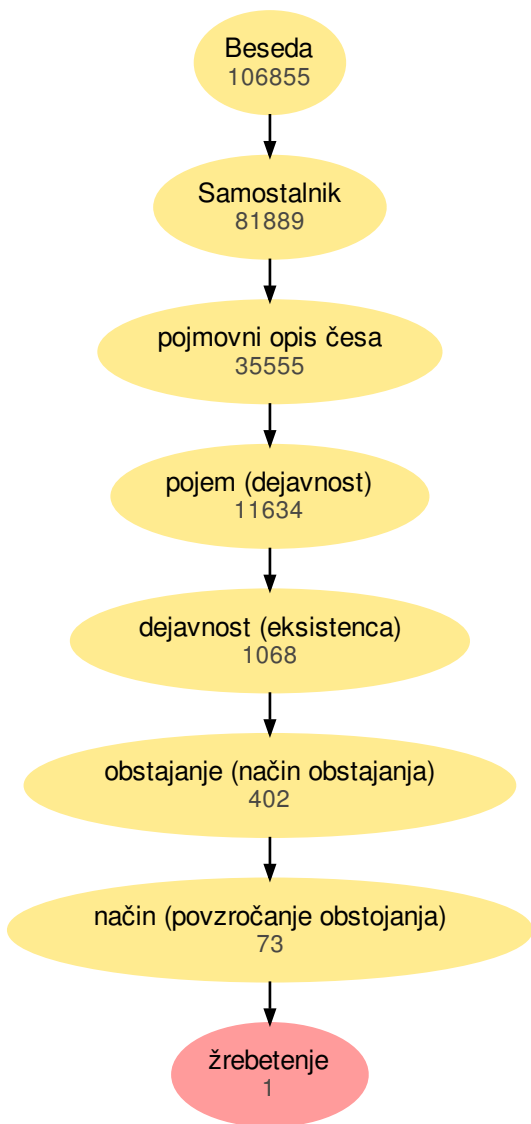 Beseda
106855
Samostalnik
81889
pojmovni opis česa
35555
pojem (dejavnost)
11634
dejavnost (eksistenca)
1068
obstajanje (način obstajanja)
402
način (povzročanje obstojanja)
73
žrebetenje
1